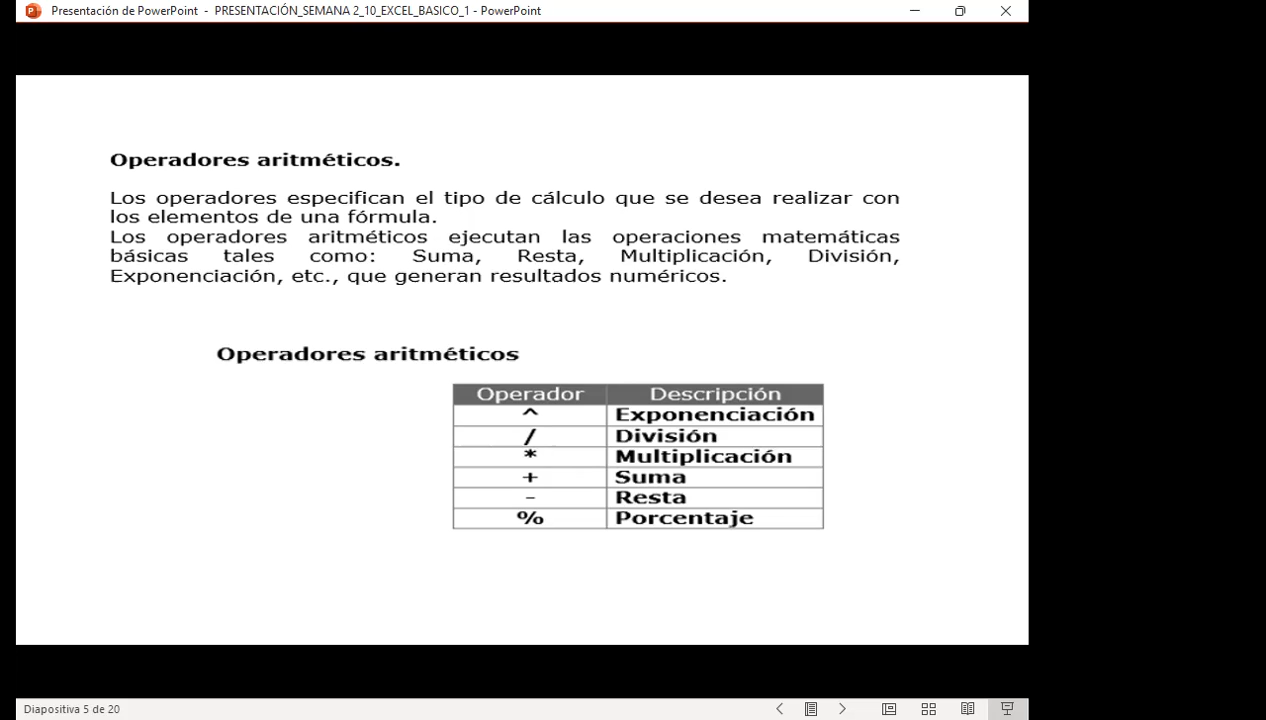 Presentación de PowerPoint - PRESENTACIÓN_SEMANA 2_10_EXCEL_BASICO_1 - PowerPoint
Operadores aritméticos.
Los operadores especifican el tipo de cálculo que se desea realizar con
los elementos de una fórmula.
Los operadores aritméticos ejecutan las operaciones matemáticas
básicas tales como: Suma, Resta, Multiplicación, División,
Exponenciación, etc., que generan resultados numéricos.
Operadores aritméticos
Operador Descripción
^ Exponenciación
/ División
* Multiplicación
+ Suma
- Resta
% Porcentaje
Diapositiva 5 de 20